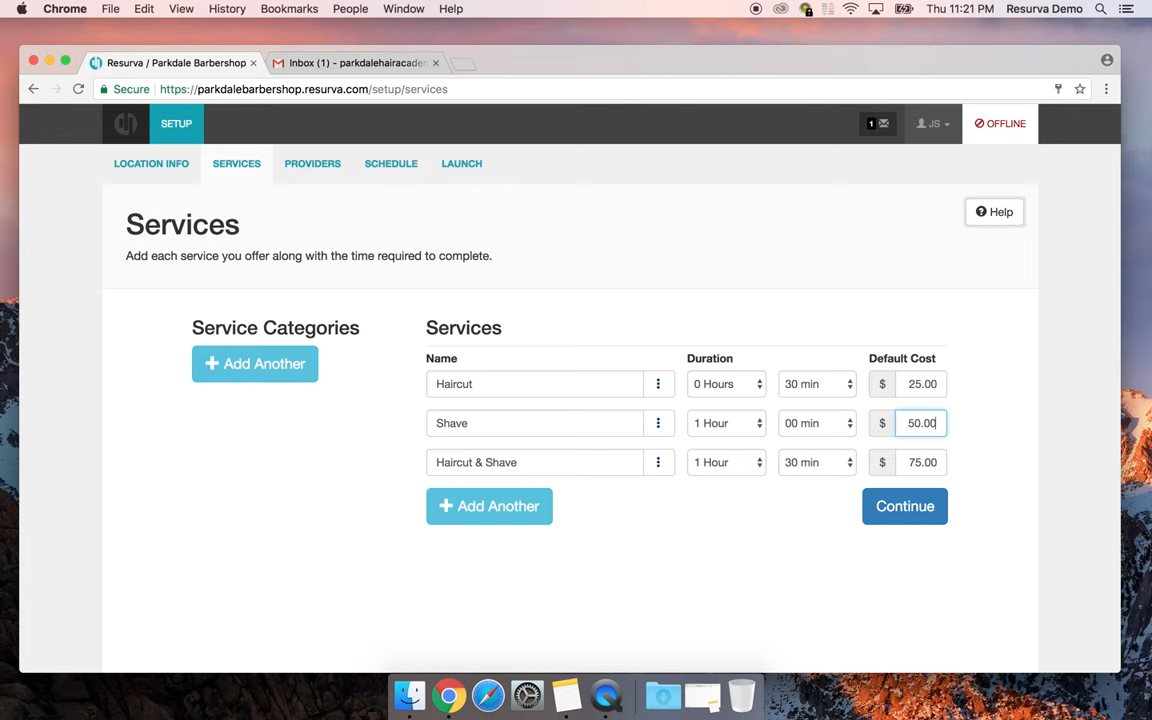 Chrome File Edit View History Bookmarks People Window Help Thu 11:21 PM Resurva Demo
Resurva / Parkdale Barbershop × Inbox (1) - parkdalehairacadem ×
Secure https://parkdalebarbershop.resurva.com/setup/services
SETUP 1 JS OFFLINE
LOCATION INFO SERVICES PROVIDERS SCHEDULE LAUNCH
Help
Services
Add each service you offer along with the time required to complete.
Service Categories
Add Another
Services
Name Duration Default Cost
Haircut 0 Hours 30 min $ 25.00
Shave 1 Hour 00 min $ 50.00
Haircut & Shave 1 Hour 30 min $ 75.00
Add Another Continue